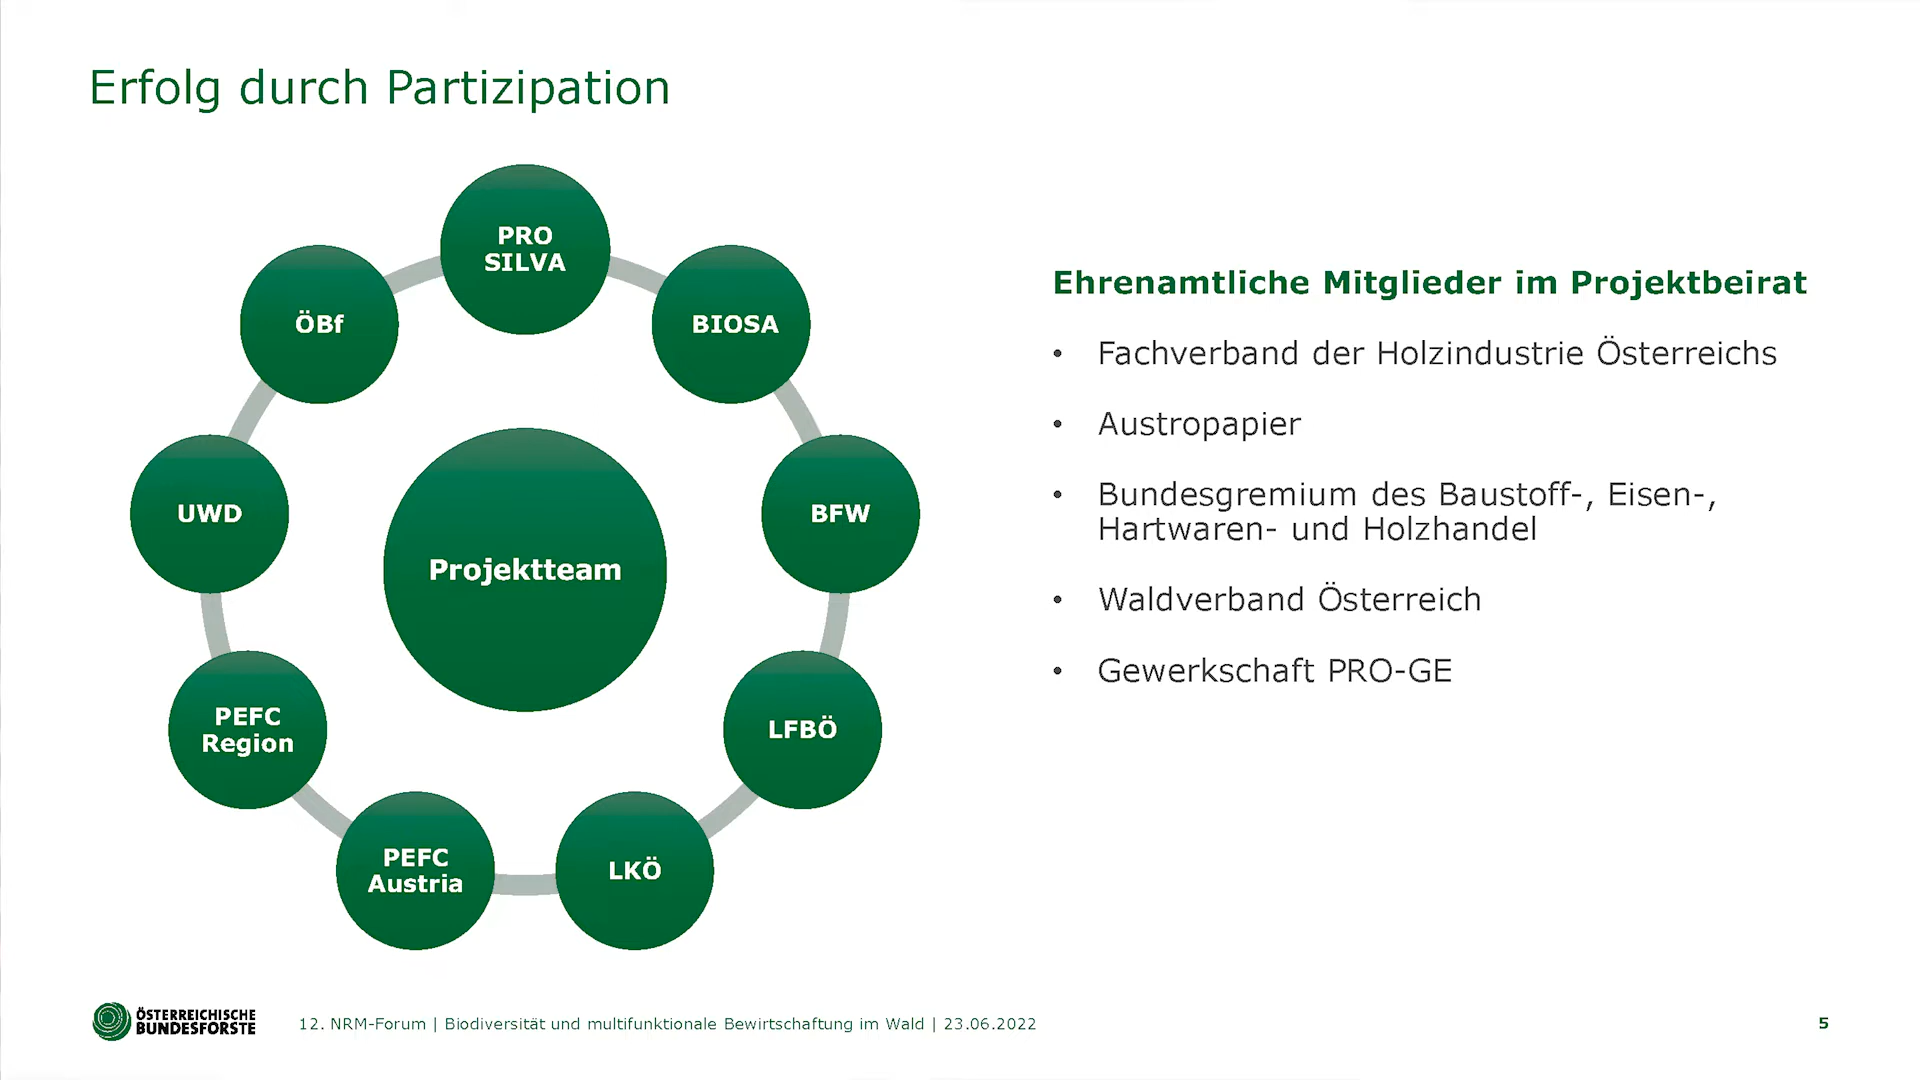 Erfolg durch Partizipation
PRO
SILVA
BIOSA
BFW
LFBÖ
LKÖ
PEFC
Austria
PEFC
Region
UWD
ÖBf
Projektteam
Ehrenamtliche Mitglieder im Projektbeirat
• Fachverband der Holzindustrie Österreichs
• Austropapier
• Bundesgremium des Baustoff-, Eisen-,
Hartwaren- und Holzhandel
• Waldverband Österreich
• Gewerkschaft PRO-GE
ÖSTERREICHISCHE
BUNDESFORSTE
12. NRM-Forum | Biodiversität und multifunktionale Bewirtschaftung im Wald | 23.06.2022
5